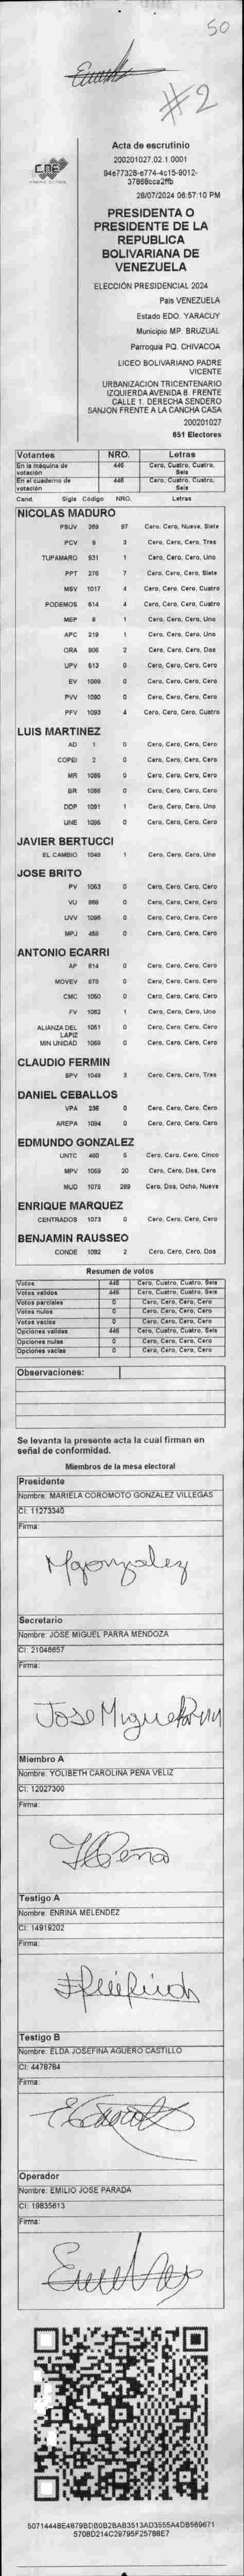 50
#2
CNE
Acta de escrutinio
200201027.02.1.0001
94e77328-e774-4c15-9012-
37868cca2ffb
28/07/2024 06:57:10 PM
PRESIDENTA O
PRESIDENTE DE LA
REPUBLICA
BOLIVARIANA DE
VENEZUELA
ELECCIÓN PRESIDENCIAL 2024
Pais VENEZUELA
Estado EDO. YARACUY
Municipio MP. BRUZUAL
Parroquia PQ. CHIVACOA
LICEO BOLIVARIANO PADRE
VICENTE
URBANIZACION TRICENTENARIO
IZQUIERDA AVENIDA 8. FRENTE
CALLE 1. DERECHA SENDERO
SANJON FRENTE A LA CANCHA CASA
200201027
651 Electores
Votantes NRO. Letras
En la máquina de votación 446 Cero, Cuatro, Cuatro, Seis
En el cuaderno de votación 446 Cero, Cuatro, Cuatro, Seis
Cand. Sigla Código NRO. Letras
NICOLAS MADURO
PSUV 269 97 Cero, Cero, Nueve, Siete
PCV 9 3 Cero, Cero, Cero, Tres
TUPAMARO 931 1 Cero, Cero, Cero, Uno
PPT 276 7 Cero, Cero, Cero, Siete
MSV 1017 4 Cero, Cero, Cero, Cuatro
PODEMOS 614 4 Cero, Cero, Cero, Cuatro
MEP 6 1 Cero, Cero, Cero, Uno
APC 219 1 Cero, Cero, Cero, Uno
ORA 906 2 Cero, Cero, Cero, Dos
UPV 613 0 Cero, Cero, Cero, Cero
EV 1089 0 Cero, Cero, Cero, Cero
PVV 1090 0 Cero, Cero, Cero, Cero
PFV 1093 4 Cero, Cero, Cero, Cuatro
LUIS MARTINEZ
AD 1 0 Cero, Cero, Cero, Cero
COPEI 2 0 Cero, Cero, Cero, Cero
MR 1085 0 Cero, Cero, Cero, Cero
BR 1086 0 Cero, Cero, Cero, Cero
DDP 1091 1 Cero, Cero, Cero, Uno
UNE 1096 0 Cero, Cero, Cero, Cero
JAVIER BERTUCCI
EL CAMBIO 1049 1 Cero, Cero, Cero, Uno
JOSE BRITO
PV 1053 0 Cero, Cero, Cero, Cero
VU 968 0 Cero, Cero, Cero, Cero
UVV 1095 0 Cero, Cero, Cero, Cero
MPJ 459 0 Cero, Cero, Cero, Cero
ANTONIO ECARRI
AP 814 0 Cero, Cero, Cero, Cero
MOVEV 879 0 Cero, Cero, Cero, Cero
CMC 1050 0 Cero, Cero, Cero, Cero
FV 1052 1 Cero, Cero, Cero, Uno
ALIANZA DEL LAPIZ 1051 0 Cero, Cero, Cero, Cero
MIN UNIDAD 1069 0 Cero, Cero, Cero, Cero
CLAUDIO FERMIN
SPV 1048 3 Cero, Cero, Cero, Tres
DANIEL CEBALLOS
VPA 236 0 Cero, Cero, Cero, Cero
AREPA 1094 0 Cero, Cero, Cero, Cero
EDMUNDO GONZALEZ
UNTC 460 5 Cero, Cero, Cero, Cinco
MPV 1069 20 Cero, Cero, Dos, Cero
MUD 1075 289 Cero, Dos, Ocho, Nueve
ENRIQUE MARQUEZ
CENTRADOS 1073 0 Cero, Cero, Cero, Cero
BENJAMIN RAUSSEO
CONDE 1092 2 Cero, Cero, Cero, Dos
Resumen de votos
Votos 446 Cero, Cuatro, Cuatro, Seis
Votos validos 446 Cero, Cuatro, Cuatro, Seis
Votos parciales 0 Cero, Cero, Cero, Cero
Votos nulos 0 Cero, Cero, Cero, Cero
Votos vacios 0 Cero, Cero, Cero, Cero
Opciones validas 446 Cero, Cuatro, Cuatro, Seis
Opciones nulas 0 Cero, Cero, Cero, Cero
Opciones vacias 0 Cero, Cero, Cero, Cero
Observaciones:
Se levanta la presente acta la cual firman en
señal de conformidad.
Miembros de la mesa electoral
Presidente
Nombre: MARIELA COROMOTO GONZALEZ VILLEGAS
CI: 11273340
Firma:
Mgonzalez
Secretario
Nombre: JOSE MIGUEL PARRA MENDOZA
CI: 21048657
Firma:
Jose Miguel Parra M
Miembro A
Nombre: YOLIBETH CAROLINA PEÑA VELIZ
CI: 12027300
Firma:
Testigo A
Nombre: ENRINA MELENDEZ
CI: 14919202
Firma:
Testigo B
Nombre: ELDA JOSEFINA AGUERO CASTILLO
CI: 4478784
Firma:
Operador
Nombre: EMILIO JOSE PARADA
CI: 19835613
Firma:
50714448E4679BDB0B2BAB3513AD3555A4DB569671
5708D214C29795F25788E7